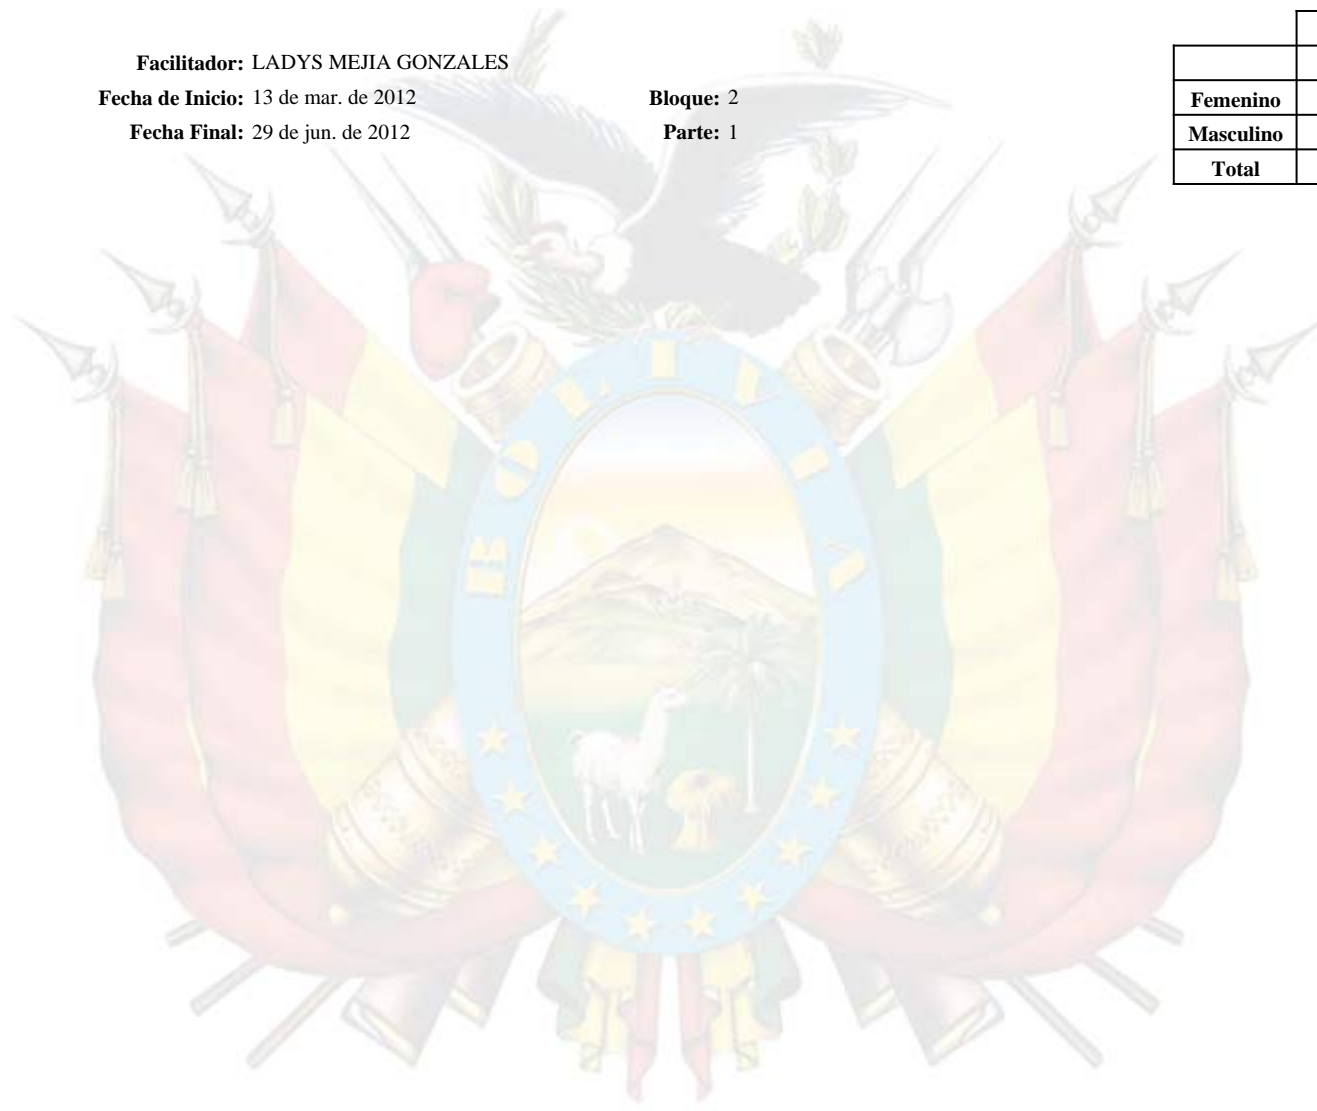 Facilitador: LADYS MEJIA GONZALES
Fecha de Inicio: 13 de mar. de 2012
Bloque: 2
Fecha Final: 29 de jun. de 2012
Parte: 1
Femenino
Masculino
Total
BOLIVIA